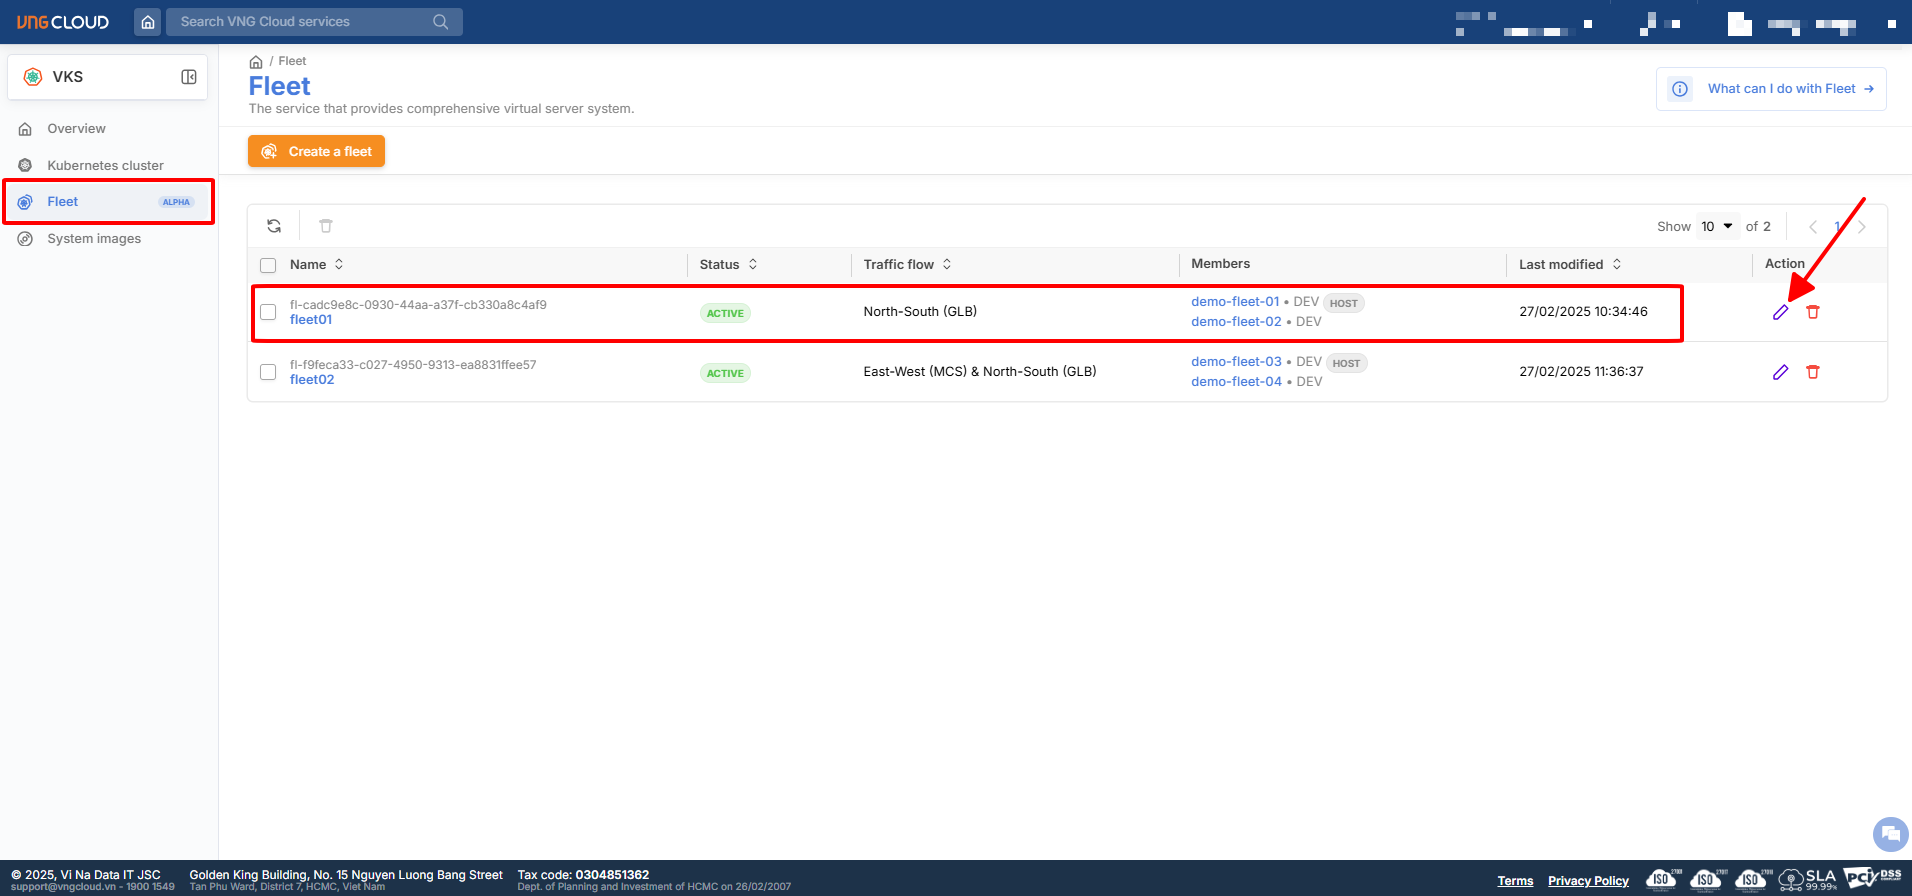 VNG CLOUD
Search VNG Cloud services
VKS
Overview
Kubernetes cluster
Fleet ALPHA
System images
/ Fleet
Fleet
The service that provides comprehensive virtual server system.
What can I do with Fleet
Create a fleet
Show 10 of 2
1
Name Status Traffic flow Members Last modified Action
fl-cadc9e8c-0930-44aa-a37f-cb330a8c4af9
fleet01
ACTIVE
North-South (GLB)
demo-fleet-01 • DEV HOST
demo-fleet-02 • DEV
27/02/2025 10:34:46
fl-f9feca33-c027-4950-9313-ea8831ffee57
fleet02
ACTIVE
East-West (MCS) & North-South (GLB)
demo-fleet-03 • DEV HOST
demo-fleet-04 • DEV
27/02/2025 11:36:37
© 2025, Vi Na Data IT JSC
support@vngcloud.vn - 1900 1549
Golden King Building, No. 15 Nguyen Luong Bang Street
Tan Phu Ward, District 7, HCMC, Viet Nam
Tax code: 0304851362
Dept. of Planning and Investment of HCMC on 26/02/2007
Terms
Privacy Policy
ISO
ISO
ISO
SLA
99.99%
PCI DSS